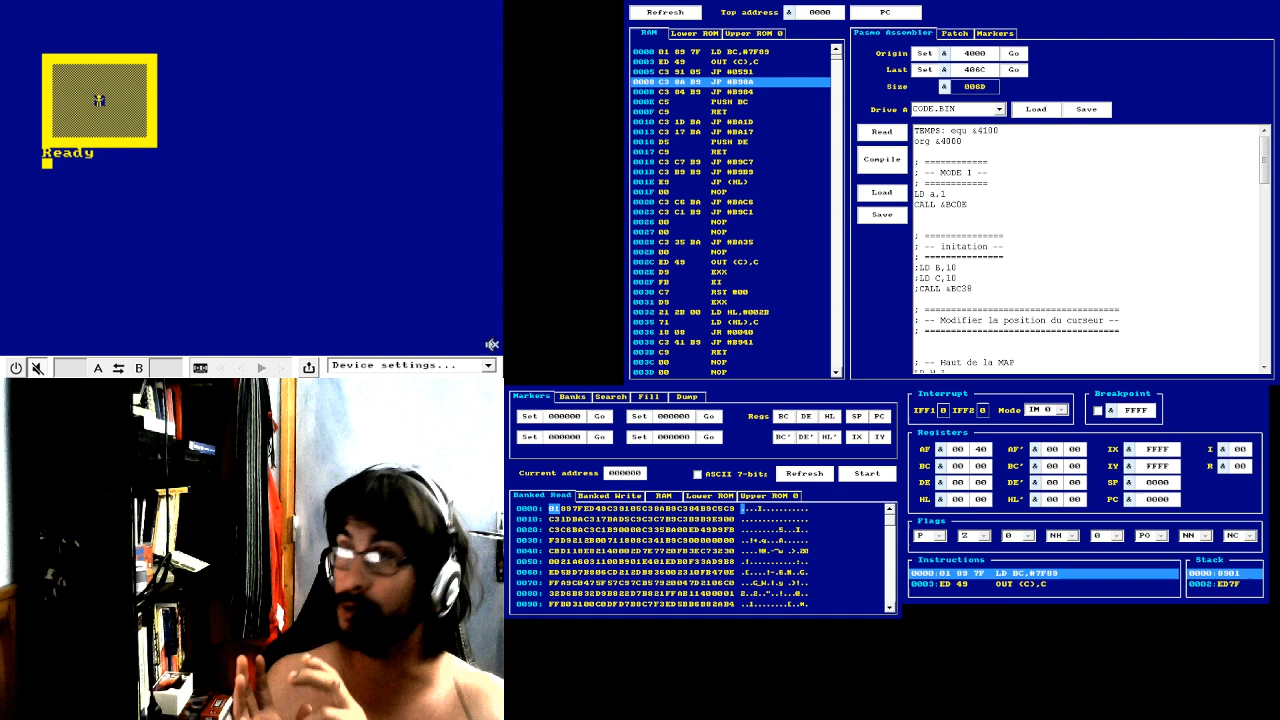 Ready
A B
Device settings...
Refresh Top address & 0000 PC
RAM Lower ROM Upper ROM 0
0000 01 89 7F LD BC,#7F89
0003 ED 49 OUT (C),C
0005 C3 91 05 JP #0591
0008 C3 8A B9 JP #B98A
000B C3 84 B9 JP #B984
000E C5 PUSH BC
000F C9 RET
0010 C3 1D BA JP #BA1D
0013 C3 17 BA JP #BA17
0016 D5 PUSH DE
0017 C9 RET
0018 C3 C7 B9 JP #B9C7
001B C3 B9 B9 JP #B9B9
001E E9 JP (HL)
001F 00 NOP
0020 C3 C6 BA JP #BAC6
0023 C3 C1 B9 JP #B9C1
0026 00 NOP
0027 00 NOP
0028 C3 35 BA JP #BA35
002B 00 NOP
002C ED 49 OUT (C),C
002E D9 EXX
002F FB EI
0030 C7 RST #00
0031 D9 EXX
0032 21 2B 00 LD HL,#002B
0035 71 LD (HL),C
0036 18 08 JR #0040
0038 C3 41 B9 JP #B941
003B C9 RET
003C 00 NOP
003D 00 NOP
Pasmo Assembler Patch Markers
Origin Set & 4000 Go
Last Set & 406C Go
Size & 006D
Drive A CODE.BIN Load Save
Read
Compile
Load
Save
TEMPS: equ &4100
org &4000
; ============
; -- MODE 1 --
; ============
LD a,1
CALL &BC0E
; ===============
; -- initation --
; ===============
;LD B,10
;LD C,10
;CALL &BC38
; ===================================
; -- Modifier la position du curseur --
; ===================================
; -- Haut de la MAP
Markers Banks Search Fill Dump
Set 000000 Go Set 000000 Go Regs BC DE HL SP PC
Set 000000 Go Set 000000 Go BC' DE' HL' IX IY
Current address 000000 ASCII 7-bits Refresh Start
Banked Read Banked Write RAM Lower ROM Upper ROM 0
0000: 01897FED49C39105C38AB9C384B9C5C9
0010: C31DBAC317BAD5C9C3C7B9C3B9B9E900
0020: C3C6BAC3C1B90000C335BA00ED49D9FB
0030: C7D9212B00711808C341B9C900000000
Interrupt
IFF1 0 IFF2 0 Mode IM 0
Breakpoint
& FFFF
Registers
AF & 00 40 AF' & 00 00 IX & FFFF I & 00
BC & 00 00 BC' & 00 00 IY & FFFF R & 00
DE & 00 00 DE' & 00 00 SP & 0000
HL & 00 00 HL' & 00 00 PC & 0000
Flags
P Z 0 NH 0 PO NN NC
Instructions
0000:01 89 7F LD BC,#7F89
0003:ED 49 OUT (C),C
Stack
0000:8901
0002:ED7F